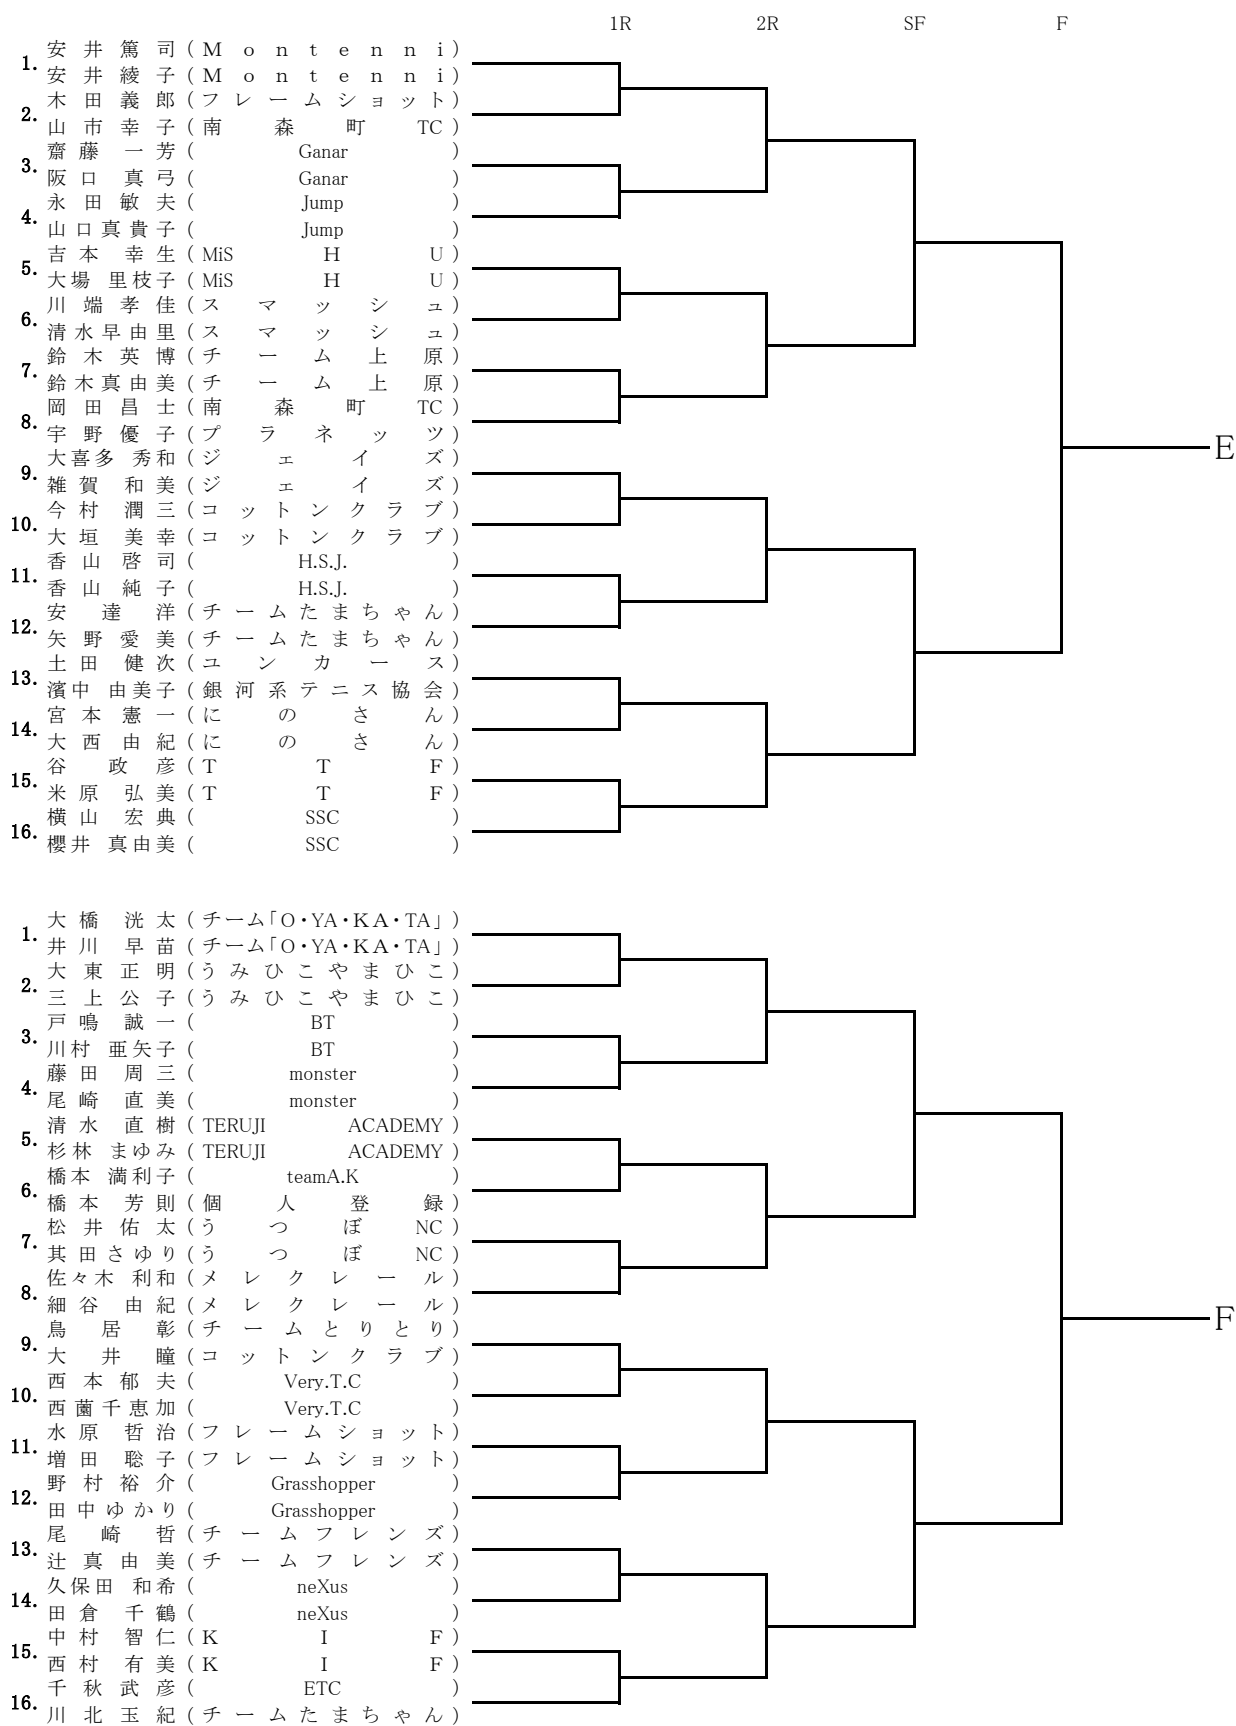 1R 2R SF F
1.
安井篤司(Montenni)
安井綾子(Montenni)
2.
木田義郎(フレームショット)
山市幸子(南森町TC)
3.
齋藤一芳(Ganar)
阪口真弓(Ganar)
4.
永田敏夫(Jump)
山口真貴子(Jump)
5.
吉本幸生(MiS H U)
大場里枝子(MiS H U)
6.
川端孝佳(スマッシュ)
清水早由里(スマッシュ)
7.
鈴木英博(チーム上原)
鈴木真由美(チーム上原)
8.
岡田昌士(南森町TC)
宇野優子(プラネッツ)
9.
大喜多秀和(ジェイズ)
雑賀和美(ジェイズ)
10.
今村潤三(コットンクラブ)
大垣美幸(コットンクラブ)
11.
香山啓司(H.S.J.)
香山純子(H.S.J.)
12.
安達洋(チームたまちゃん)
矢野愛美(チームたまちゃん)
13.
土田健次(ユンカース)
濱中由美子(銀河系テニス協会)
14.
宮本憲一(にのさん)
大西由紀(にのさん)
15.
谷政彦(TTF)
米原弘美(TTF)
16.
横山宏典(SSC)
櫻井真由美(SSC)
E
1.
大橋洸太(チーム「O・YA・KA・TA」)
井川早苗(チーム「O・YA・KA・TA」)
2.
大東正明(うみひこやまひこ)
三上公子(うみひこやまひこ)
3.
戸鳴誠一(BT)
川村亜矢子(BT)
4.
藤田周三(monster)
尾崎直美(monster)
5.
清水直樹(TERUJI ACADEMY)
杉林まゆみ(TERUJI ACADEMY)
6.
橋本満利子(teamA.K)
橋本芳則(個人登録)
7.
松井佑太(うつぼNC)
其田さゆり(うつぼNC)
8.
佐々木利和(メレクレール)
細谷由紀(メレクレール)
9.
鳥居彰(チームとりとり)
大井瞳(コットンクラブ)
10.
西本郁夫(Very.T.C)
西薗千恵加(Very.T.C)
11.
水原哲治(フレームショット)
増田聡子(フレームショット)
12.
野村裕介(Grasshopper)
田中ゆかり(Grasshopper)
13.
尾崎哲(チームフレンズ)
辻真由美(チームフレンズ)
14.
久保田和希(neXus)
田倉千鶴(neXus)
15.
中村智仁(KIF)
西村有美(KIF)
16.
千秋武彦(ETC)
川北玉紀(チームたまちゃん)
F